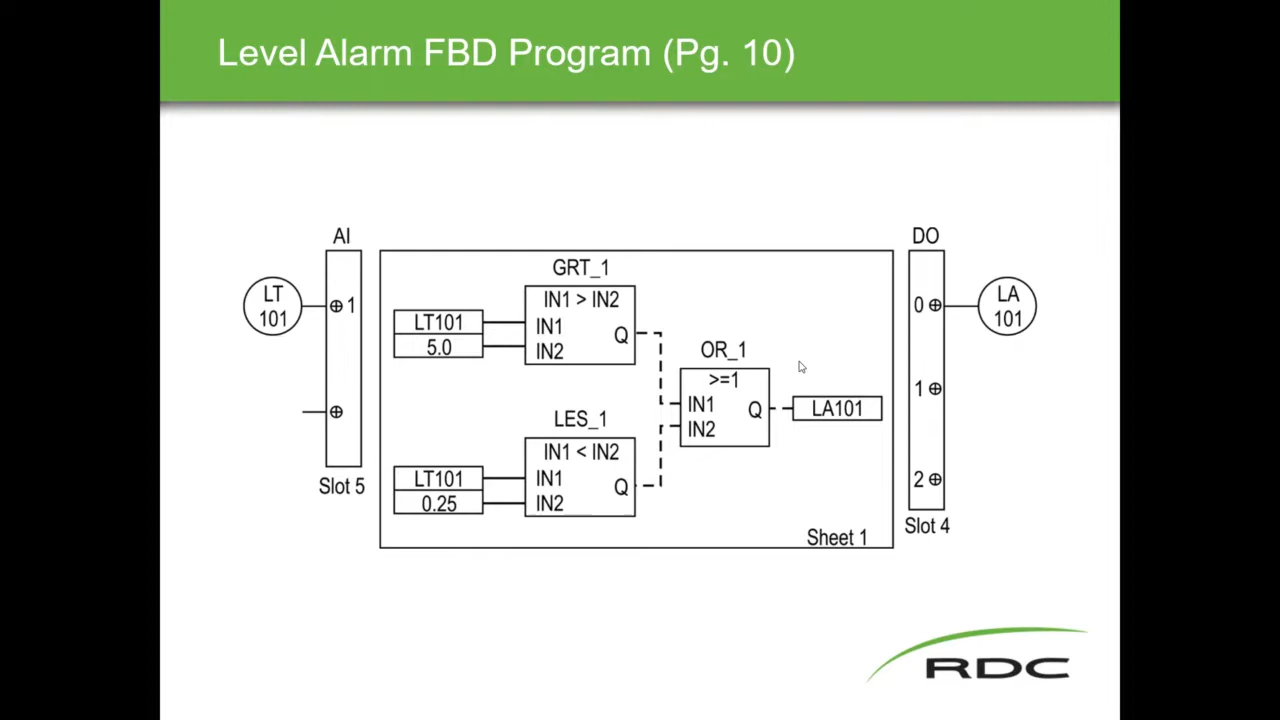 Level Alarm FBD Program (Pg. 10)
AI
LT
101
1
Slot 5
GRT_1
IN1 > IN2
LT101
5.0
IN1
IN2
Q
LES_1
IN1 < IN2
LT101
0.25
IN1
IN2
Q
OR_1
>=1
IN1
IN2
Q
LA101
Sheet 1
DO
0
1
2
Slot 4
LA
101
RDC